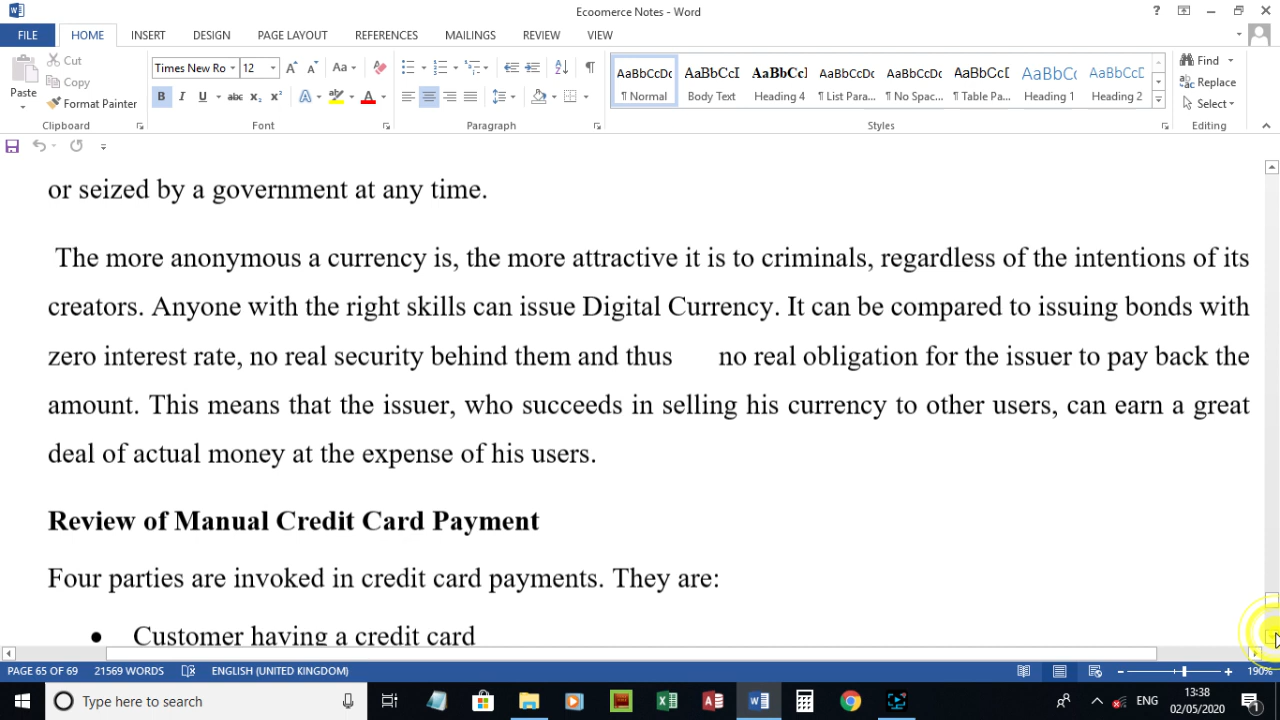 Ecoomerce Notes - Word
FILE HOME INSERT DESIGN PAGE LAYOUT REFERENCES MAILINGS REVIEW VIEW
Cut
Copy
Format Painter
Paste
Clipboard
Times New Ro 12
Font
Paragraph
AaBbCcDc AaBbCcI AaBbCcI AaBbCcDc AaBbCcDc AaBbCcD AaBbC AaBbCc
¶ Normal Body Text Heading 4 ¶ List Para... ¶ No Spac... ¶ Table Pa... Heading 1 Heading 2
Styles
Find
Replace
Select
Editing
or seized by a government at any time.
The more anonymous a currency is, the more attractive it is to criminals, regardless of the intentions of its
creators. Anyone with the right skills can issue Digital Currency. It can be compared to issuing bonds with
zero interest rate, no real security behind them and thus no real obligation for the issuer to pay back the
amount. This means that the issuer, who succeeds in selling his currency to other users, can earn a great
deal of actual money at the expense of his users.
Review of Manual Credit Card Payment
Four parties are invoked in credit card payments. They are:
• Customer having a credit card
PAGE 65 OF 69 21569 WORDS ENGLISH (UNITED KINGDOM) 190%
Type here to search
ENG
13:38
02/05/2020